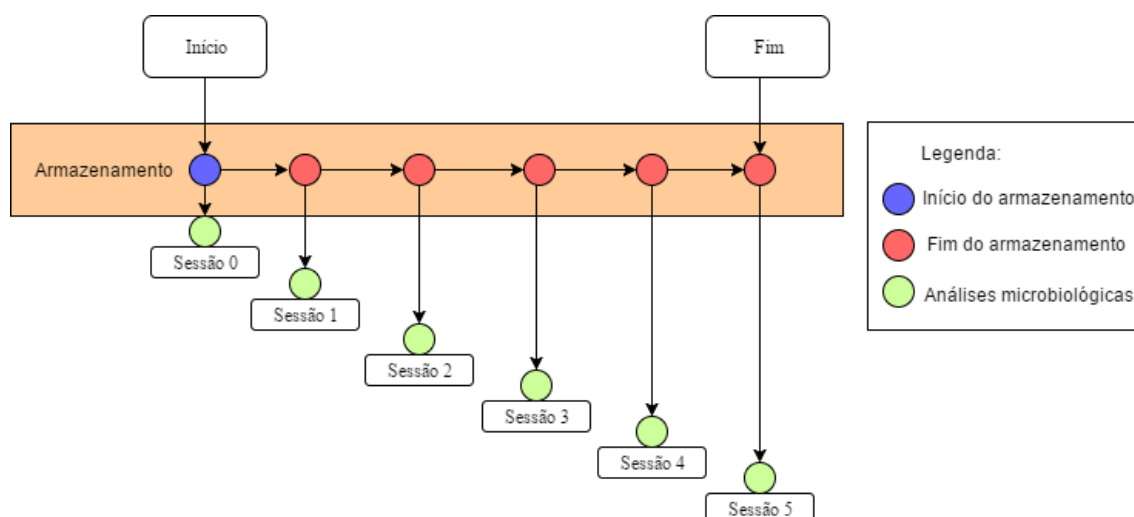 Início
Fim
Armazenamento
Sessão 0
Sessão 1
Sessão 2
Sessão 3
Sessão 4
Sessão 5
Legenda:
Início do armazenamento
Fim do armazenamento
Análises microbiológicas